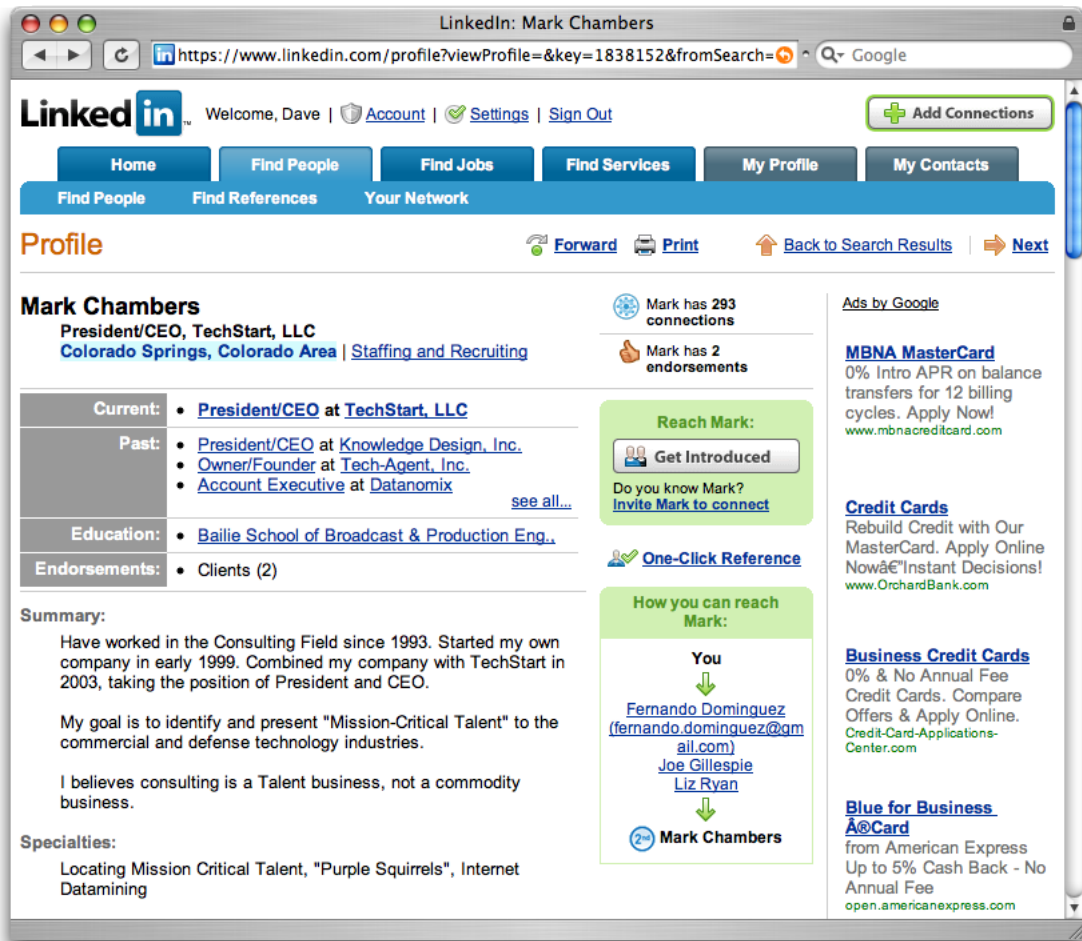 LinkedIn: Mark Chambers
https://www.linkedin.com/profile?viewProfile=&key=1838152&fromSearch=
Google
Linked in™
Welcome, Dave | Account | Settings | Sign Out
Add Connections
Home
Find People
Find Jobs
Find Services
My Profile
My Contacts
Find People
Find References
Your Network
Profile
Forward
Print
Back to Search Results
Next
Mark Chambers
President/CEO, TechStart, LLC
Colorado Springs, Colorado Area | Staffing and Recruiting
Current:
• President/CEO at TechStart, LLC
Past:
• President/CEO at Knowledge Design, Inc.
• Owner/Founder at Tech-Agent, Inc.
• Account Executive at Datanomix
see all...
Education:
• Bailie School of Broadcast & Production Eng.,
Endorsements:
• Clients (2)
Summary:
Have worked in the Consulting Field since 1993. Started my own
company in early 1999. Combined my company with TechStart in
2003, taking the position of President and CEO.
My goal is to identify and present "Mission-Critical Talent" to the
commercial and defense technology industries.
I believes consulting is a Talent business, not a commodity
business.
Specialties:
Locating Mission Critical Talent, "Purple Squirrels", Internet
Datamining
Mark has 293
connections
Mark has 2
endorsements
Reach Mark:
Get Introduced
Do you know Mark?
Invite Mark to connect
One-Click Reference
How you can reach
Mark:
You
Fernando Dominguez
(fernando.dominguez@gm
ail.com)
Joe Gillespie
Liz Ryan
2nd Mark Chambers
Ads by Google
MBNA MasterCard
0% Intro APR on balance
transfers for 12 billing
cycles. Apply Now!
www.mbnacreditcard.com
Credit Cards
Rebuild Credit with Our
MasterCard. Apply Online
Nowâ€"Instant Decisions!
www.OrchardBank.com
Business Credit Cards
0% & No Annual Fee
Credit Cards. Compare
Offers & Apply Online.
Credit-Card-Applications-
Center.com
Blue for Business
Â®Card
from American Express
Up to 5% Cash Back - No
Annual Fee
open.americanexpress.com